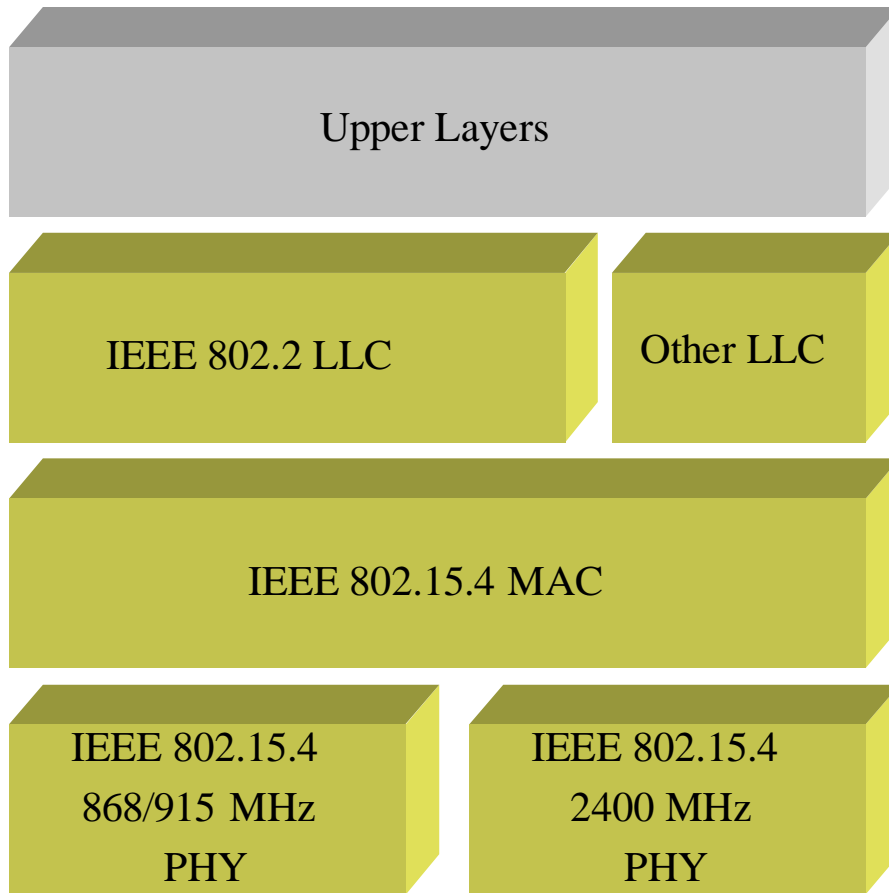 Upper Layers
IEEE 802.2 LLC
Other LLC
IEEE 802.15.4 MAC
IEEE 802.15.4
868/915 MHz
PHY
IEEE 802.15.4
2400 MHz
PHY